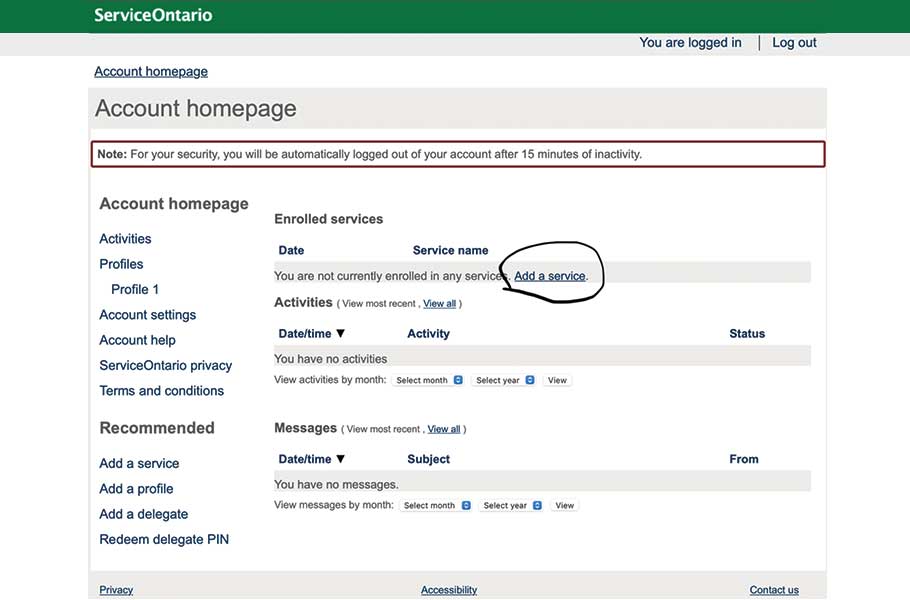 ServiceOntario
You are logged in | Log out
Account homepage
Account homepage
Note: For your security, you will be automatically logged out of your account after 15 minutes of inactivity.
Account homepage
Activities
Profiles
Profile 1
Account settings
Account help
ServiceOntario privacy
Terms and conditions
Recommended
Add a service
Add a profile
Add a delegate
Redeem delegate PIN
Enrolled services
Date Service name
You are not currently enrolled in any services. Add a service.
Activities ( View most recent , View all )
Date/time ▼ Activity Status
You have no activities
View activities by month: Select month Select year View
Messages ( View most recent , View all )
Date/time ▼ Subject From
You have no messages.
View messages by month: Select month Select year View
Privacy Accessibility Contact us